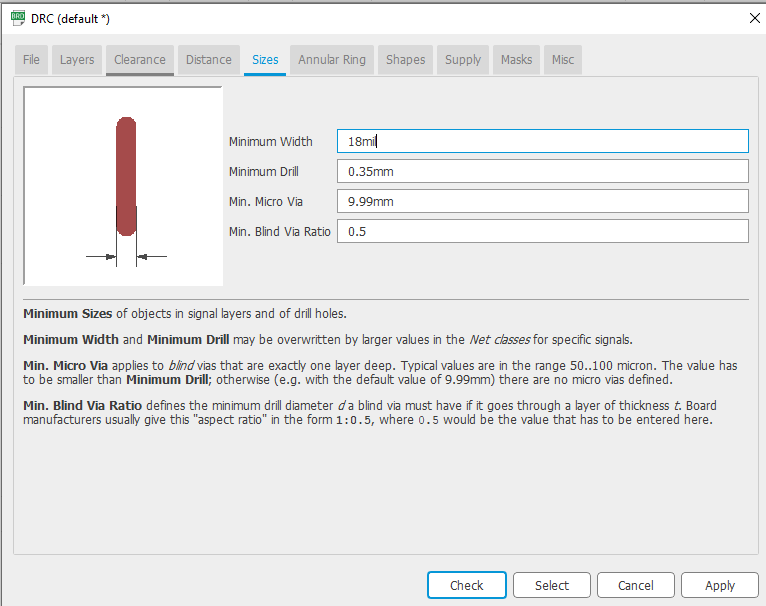 BRD
DRC (default *)
File Layers Clearance Distance Sizes Annular Ring Shapes Supply Masks Misc
Minimum Width 18mil
Minimum Drill 0.35mm
Min. Micro Via 9.99mm
Min. Blind Via Ratio 0.5
Minimum Sizes of objects in signal layers and of drill holes.
Minimum Width and Minimum Drill may be overwritten by larger values in the Net classes for specific signals.
Min. Micro Via applies to blind vias that are exactly one layer deep. Typical values are in the range 50..100 micron. The value has
to be smaller than Minimum Drill; otherwise (e.g. with the default value of 9.99mm) there are no micro vias defined.
Min. Blind Via Ratio defines the minimum drill diameter d a blind via must have if it goes through a layer of thickness t. Board
manufacturers usually give this "aspect ratio" in the form 1:0.5, where 0.5 would be the value that has to be entered here.
Check Select Cancel Apply